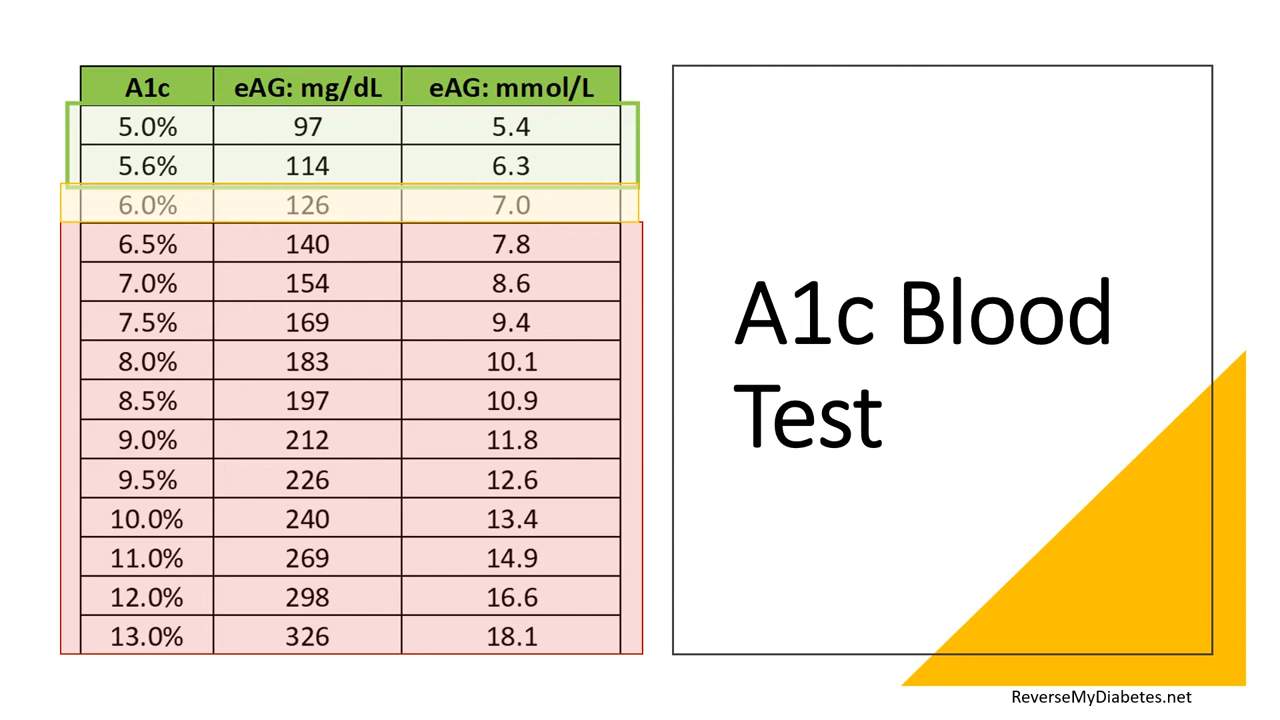 A1c eAG: mg/dL eAG: mmol/L
5.0% 97 5.4
5.6% 114 6.3
6.0% 126 7.0
6.5% 140 7.8
7.0% 154 8.6
7.5% 169 9.4
8.0% 183 10.1
8.5% 197 10.9
9.0% 212 11.8
9.5% 226 12.6
10.0% 240 13.4
11.0% 269 14.9
12.0% 298 16.6
13.0% 326 18.1
A1c Blood
Test
ReverseMyDiabetes.net